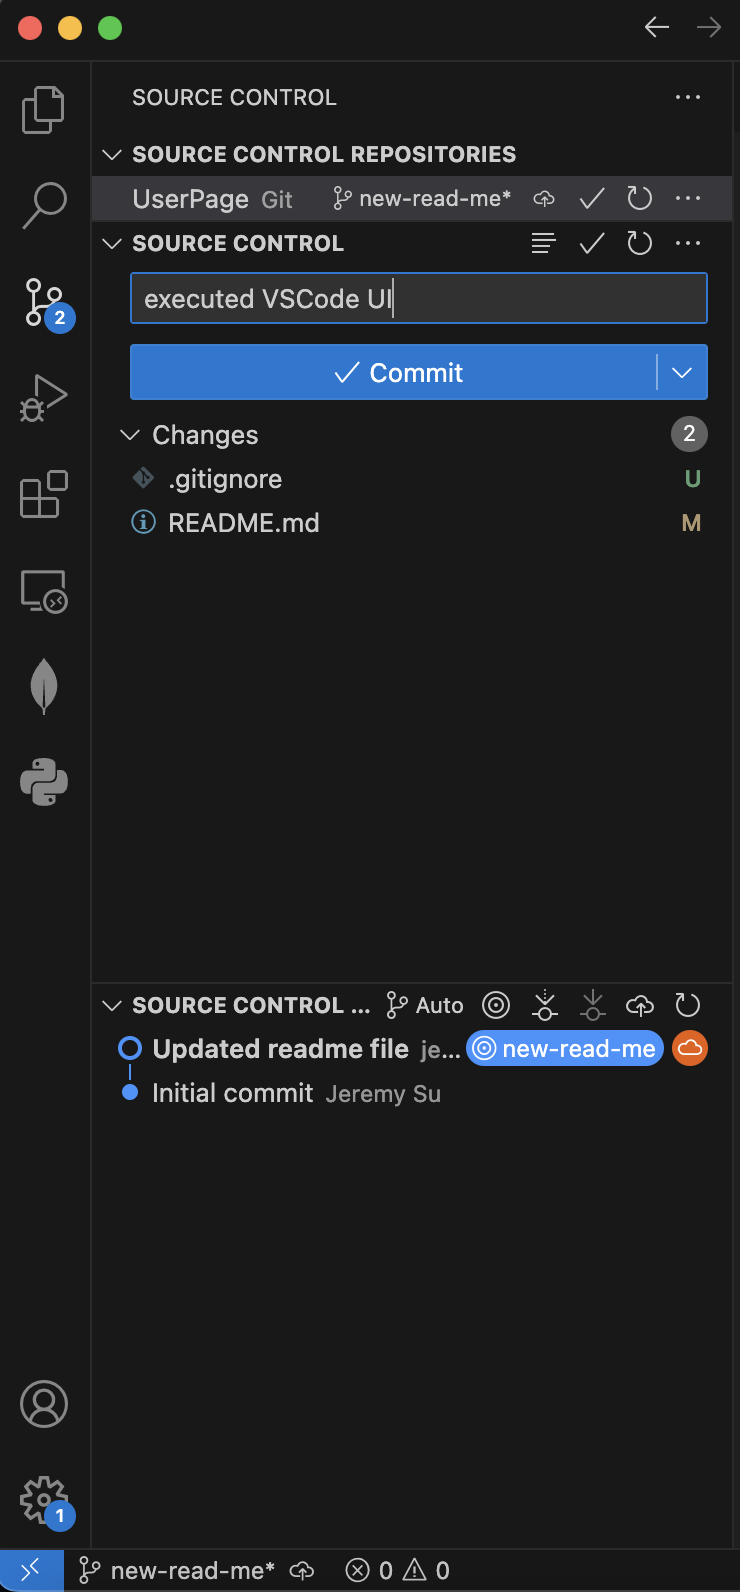 SOURCE CONTROL
SOURCE CONTROL REPOSITORIES
UserPage Git new-read-me*
SOURCE CONTROL
executed VSCode UI
Commit
2
Changes 2
.gitignore U
README.md M
SOURCE CONTROL ... Auto
Updated readme file je... new-read-me
Initial commit Jeremy Su
1
new-read-me* 0 0